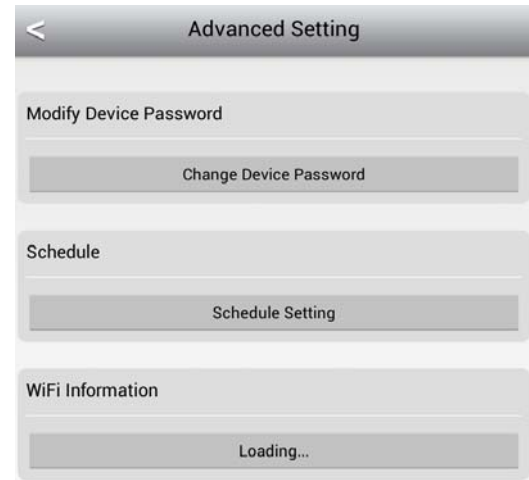 <
Advanced Setting
Modify Device Password
Change Device Password
Schedule
Schedule Setting
WiFi Information
Loading...